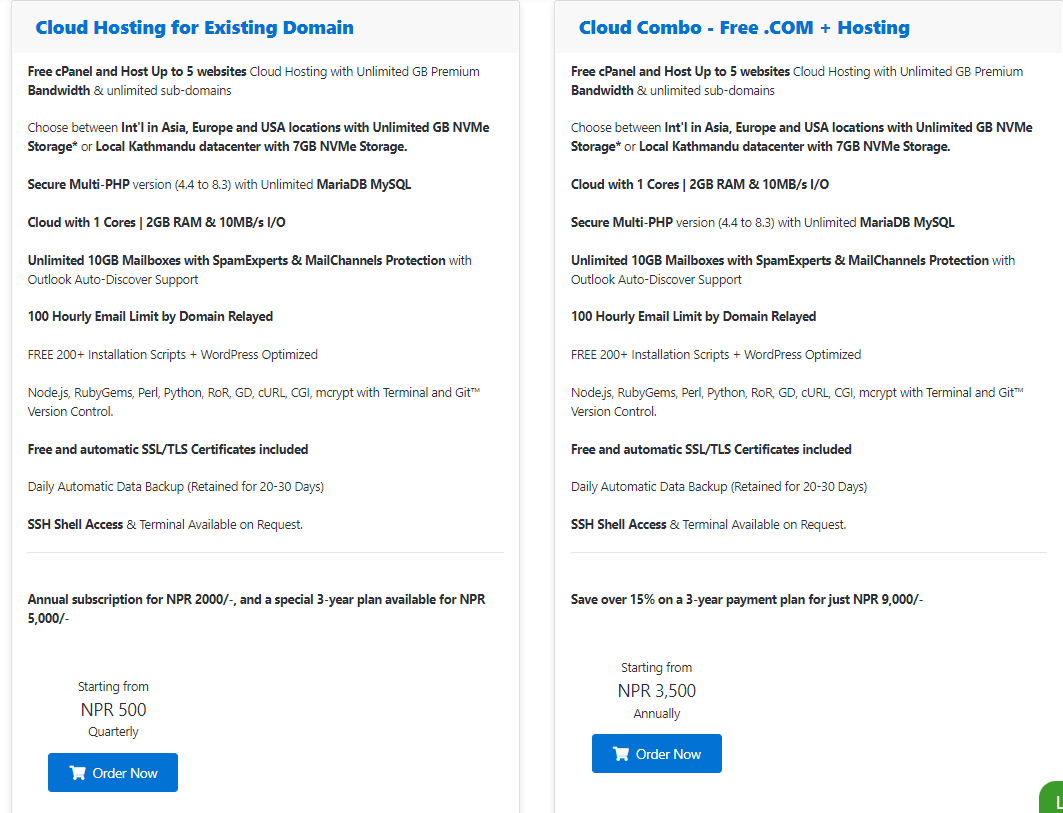 Cloud Hosting for Existing Domain
Free cPanel and Host Up to 5 websites Cloud Hosting with Unlimited GB Premium
Bandwidth & unlimited sub-domains
Choose between Int'l in Asia, Europe and USA locations with Unlimited GB NVMe
Storage* or Local Kathmandu datacenter with 7GB NVMe Storage.
Secure Multi-PHP version (4.4 to 8.3) with Unlimited MariaDB MySQL
Cloud with 1 Cores | 2GB RAM & 10MB/s I/O
Unlimited 10GB Mailboxes with SpamExperts & MailChannels Protection with
Outlook Auto-Discover Support
100 Hourly Email Limit by Domain Relayed
FREE 200+ Installation Scripts + WordPress Optimized
Node.js, RubyGems, Perl, Python, RoR, GD, cURL, CGI, mcrypt with Terminal and Git™
Version Control.
Free and automatic SSL/TLS Certificates included
Daily Automatic Data Backup (Retained for 20-30 Days)
SSH Shell Access & Terminal Available on Request.
Annual subscription for NPR 2000/-, and a special 3-year plan available for NPR
5,000/-
Starting from
NPR 500
Quarterly
Order Now
Cloud Combo - Free .COM + Hosting
Free cPanel and Host Up to 5 websites Cloud Hosting with Unlimited GB Premium
Bandwidth & unlimited sub-domains
Choose between Int'l in Asia, Europe and USA locations with Unlimited GB NVMe
Storage* or Local Kathmandu datacenter with 7GB NVMe Storage.
Cloud with 1 Cores | 2GB RAM & 10MB/s I/O
Secure Multi-PHP version (4.4 to 8.3) with Unlimited MariaDB MySQL
Unlimited 10GB Mailboxes with SpamExperts & MailChannels Protection with
Outlook Auto-Discover Support
100 Hourly Email Limit by Domain Relayed
FREE 200+ Installation Scripts + WordPress Optimized
Node.js, RubyGems, Perl, Python, RoR, GD, cURL, CGI, mcrypt with Terminal and Git™
Version Control.
Free and automatic SSL/TLS Certificates included
Daily Automatic Data Backup (Retained for 20-30 Days)
SSH Shell Access & Terminal Available on Request.
Save over 15% on a 3-year payment plan for just NPR 9,000/-
Starting from
NPR 3,500
Annually
Order Now